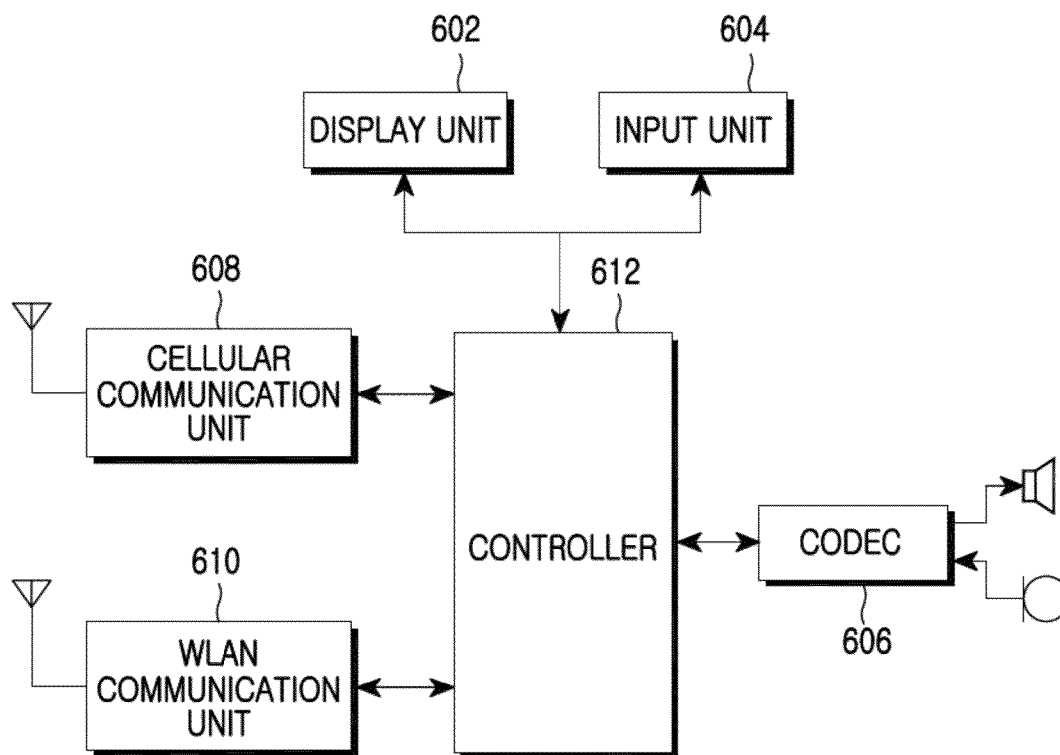 602
604
DISPLAY UNIT
INPUT UNIT
608
612
CELLULAR
COMMUNICATION
UNIT
CONTROLLER
CODEC
606
610
WLAN
COMMUNICATION
UNIT